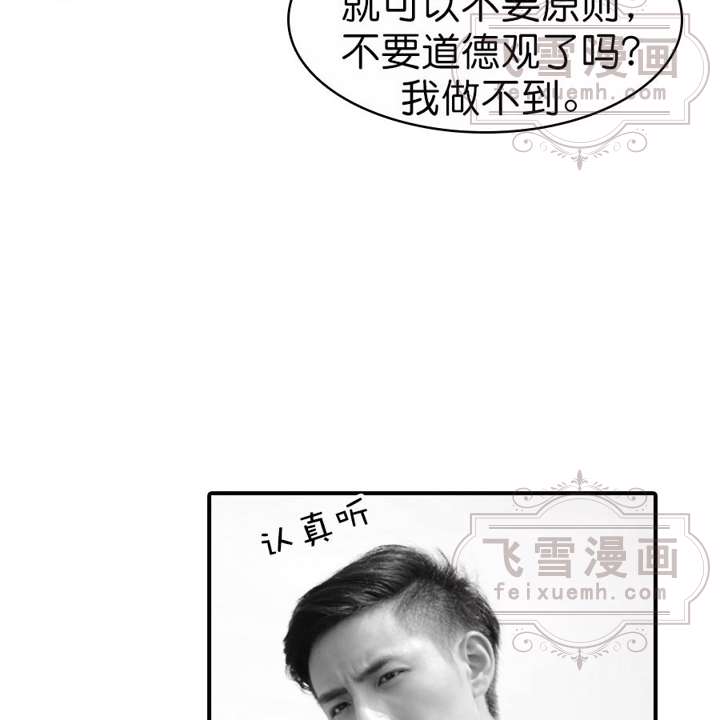 就可以不要原则，
不要道德观了吗？
我做不到。
飞雪漫画
feixuemh.com
认真听
飞雪漫画
feixuemh.com